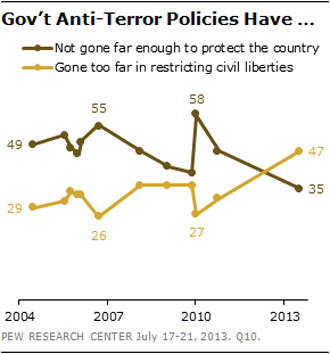 Gov't Anti-Terror Policies Have ...
Not gone far enough to protect the country
Gone too far in restricting civil liberties
58
55
49
47
35
29
26
27
2004 2007 2010 2013
PEW RESEARCH CENTER July 17-21, 2013. Q10.